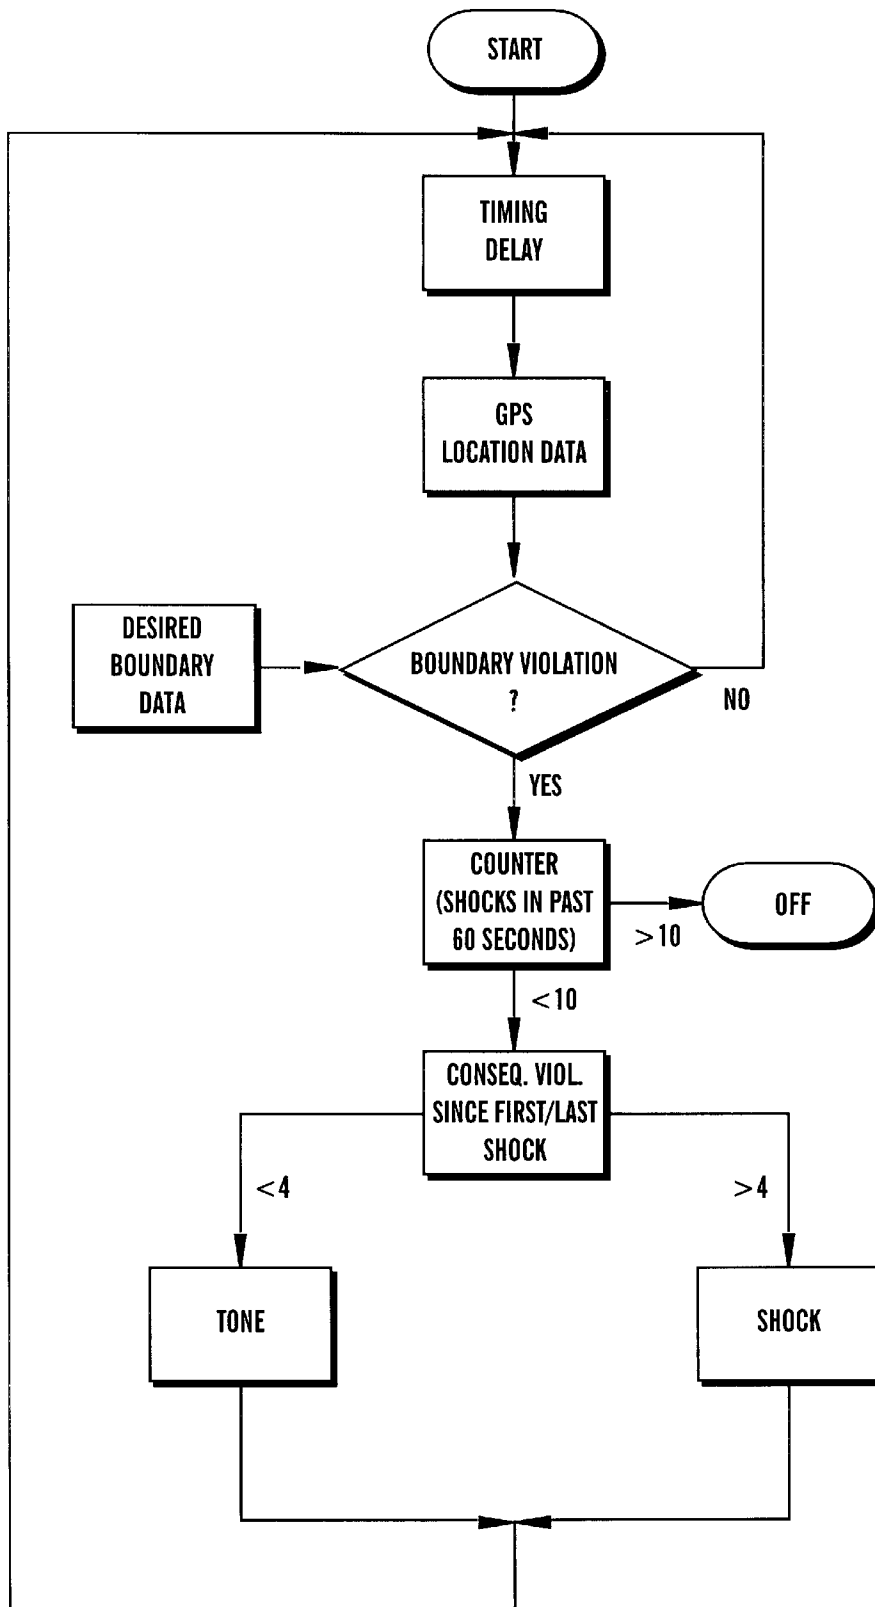 START
TIMING
DELAY
GPS
LOCATION DATA
DESIRED
BOUNDARY
DATA
BOUNDARY VIOLATION
?
NO
YES
COUNTER
(SHOCKS IN PAST
60 SECONDS)
>10
OFF
<10
CONSEQ. VIOL.
SINCE FIRST/LAST
SHOCK
<4
>4
TONE
SHOCK